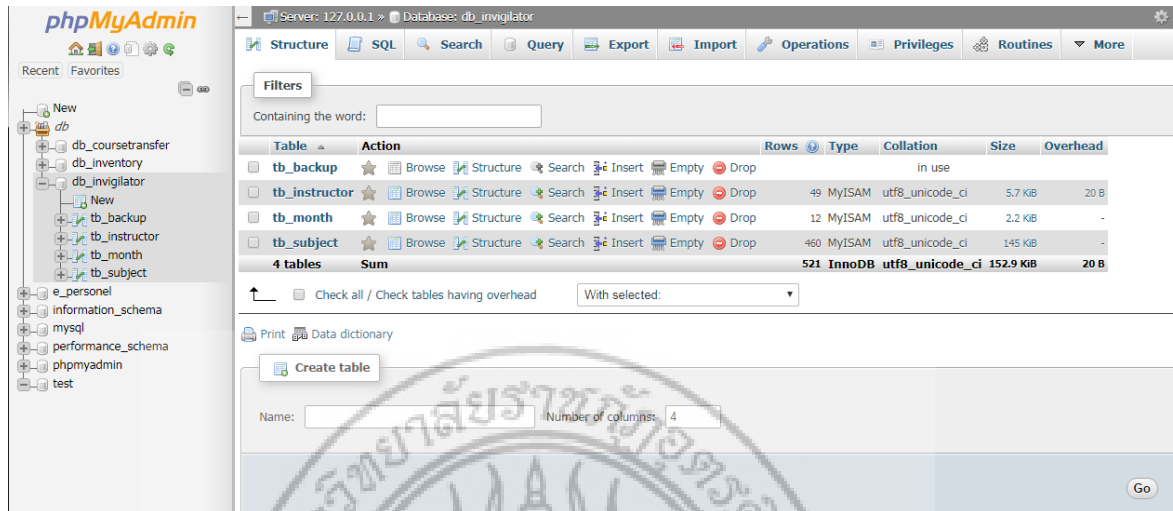 phpMyAdmin
Recent Favorites
New
db
db_coursetransfer
db_inventory
db_invigilator
New
tb_backup
tb_instructor
tb_month
tb_subject
e_personel
information_schema
mysql
performance_schema
phpmyadmin
test
Server: 127.0.0.1 » Database: db_invigilator
Structure SQL Search Query Export Import Operations Privileges Routines More
Filters
Containing the word:
Table Action Rows Type Collation Size Overhead
tb_backup Browse Structure Search Insert Empty Drop in use
tb_instructor Browse Structure Search Insert Empty Drop 49 MyISAM utf8_unicode_ci 5.7 KiB 20 B
tb_month Browse Structure Search Insert Empty Drop 12 MyISAM utf8_unicode_ci 2.2 KiB -
tb_subject Browse Structure Search Insert Empty Drop 460 MyISAM utf8_unicode_ci 145 KiB -
4 tables Sum 521 InnoDB utf8_unicode_ci 152.9 KiB 20 B
Check all / Check tables having overhead With selected:
Print Data dictionary
Create table
Name: Number of columns: 4
Go